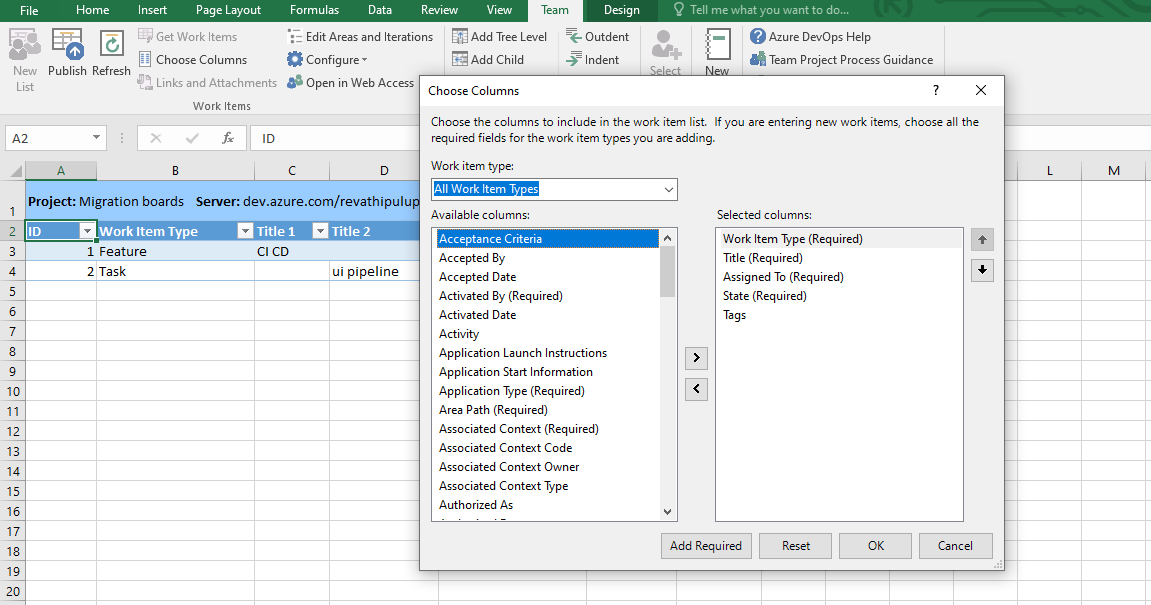 File Home Insert Page Layout Formulas Data Review View Team Design Tell me what you want to do...
New List
Publish
Refresh
Get Work Items
Choose Columns
Links and Attachments
Edit Areas and Iterations
Configure
Open in Web Access
Work Items
Add Tree Level
Add Child
Outdent
Indent
Select
New
Azure DevOps Help
Team Project Process Guidance
A2 fx ID
A B C D L M
1 Project: Migration boards Server: dev.azure.com/revathipulup
2 ID Work Item Type Title 1 Title 2
3 1 Feature CI CD
4 2 Task ui pipeline
5
6
7
8
9
10
11
12
13
14
15
16
17
18
19
20
Choose Columns ?
Choose the columns to include in the work item list. If you are entering new work items, choose all the
required fields for the work item types you are adding.
Work item type:
All Work Item Types
Available columns:
Acceptance Criteria
Accepted By
Accepted Date
Activated By (Required)
Activated Date
Activity
Application Launch Instructions
Application Start Information
Application Type (Required)
Area Path (Required)
Associated Context (Required)
Associated Context Code
Associated Context Owner
Associated Context Type
Authorized As
Selected columns:
Work Item Type (Required)
Title (Required)
Assigned To (Required)
State (Required)
Tags
Add Required Reset OK Cancel